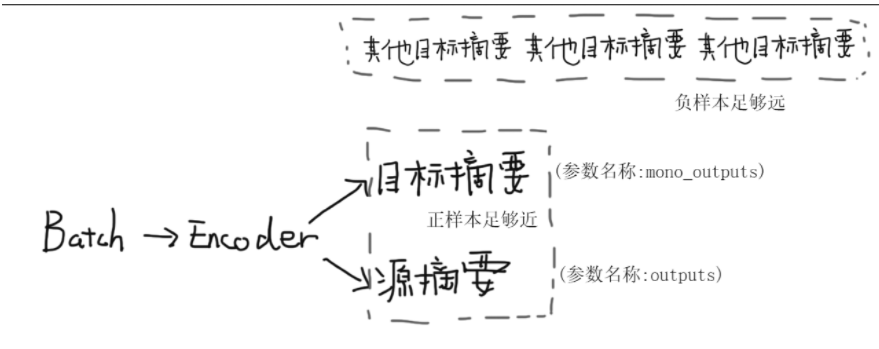 其他目标摘要 其他目标摘要 其他目标摘要
负样本足够远
目标摘要 (参数名称:mono_outputs)
正样本足够近
Batch → Encoder
源摘要 (参数名称:outputs)